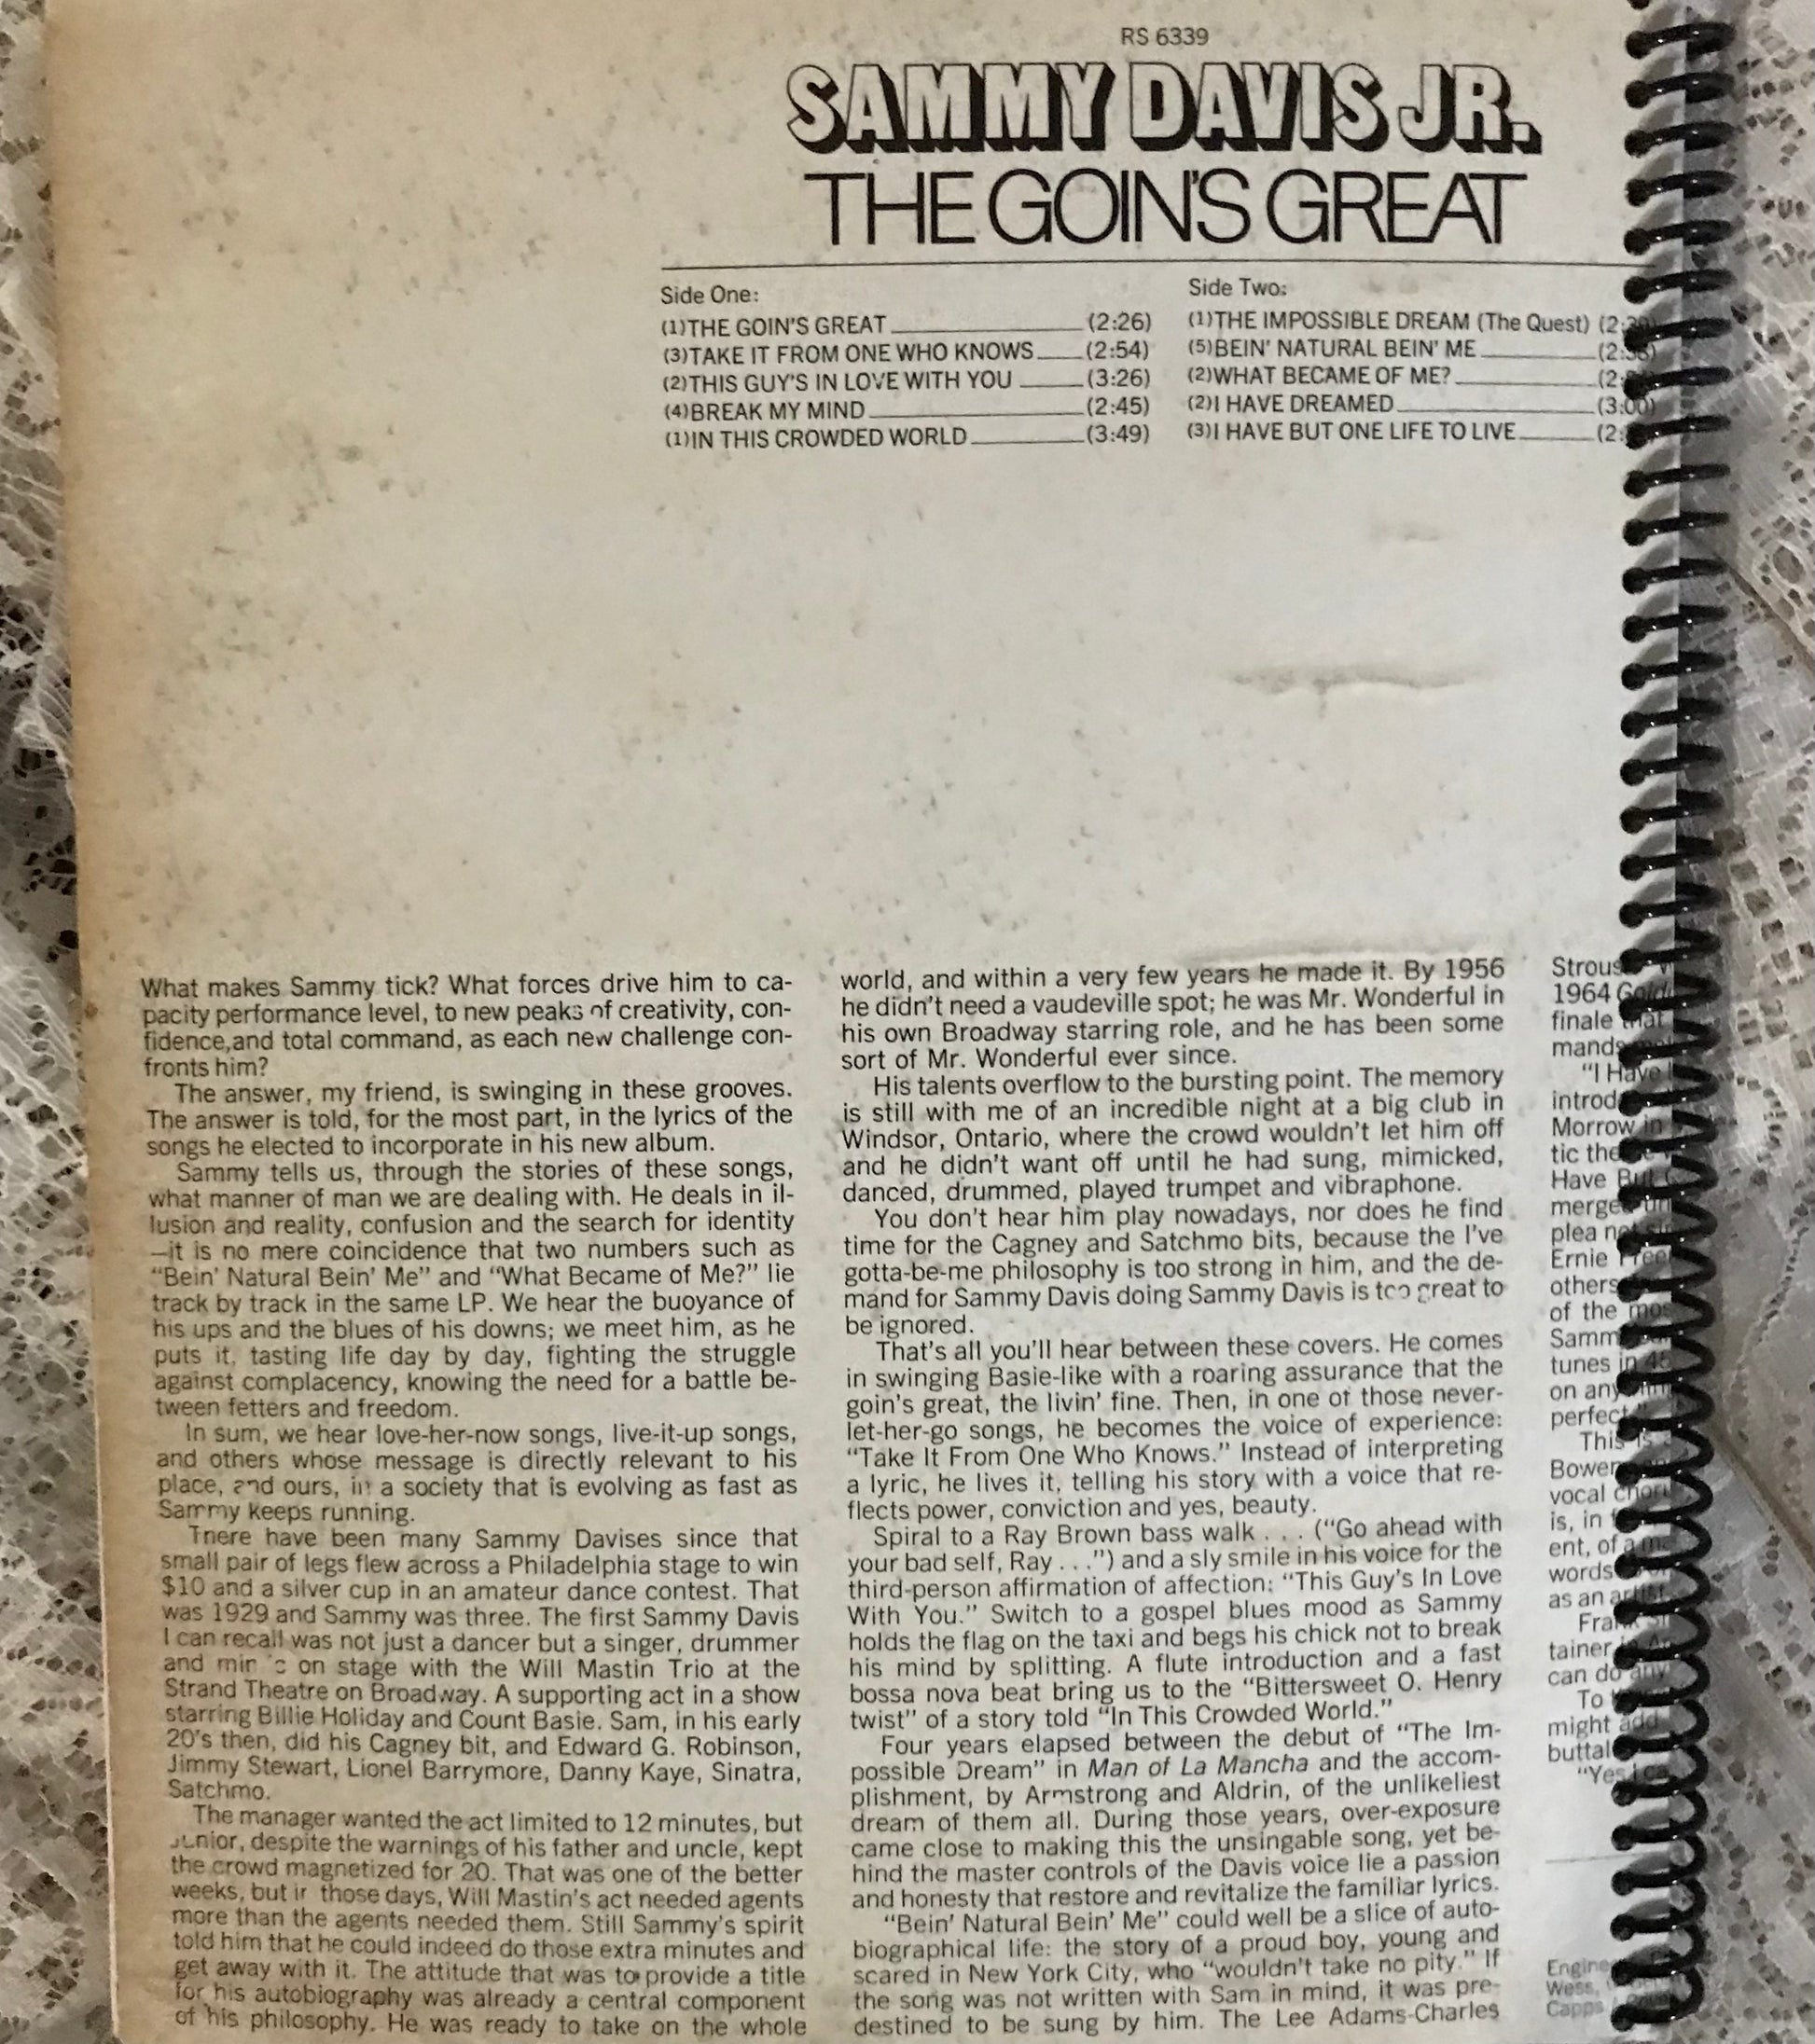 RS 6339
SAMMY DAVIS JR.
THE GOIN'S GREAT
Side One:
(1)THE GOIN'S GREAT (2:26)
(3)TAKE IT FROM ONE WHO KNOWS (2:54)
(2)THIS GUY'S IN LOVE WITH YOU (3:26)
(4)BREAK MY MIND (2:45)
(1)IN THIS CROWDED WORLD (3:49)
Side Two:
(1)THE IMPOSSIBLE DREAM (The Quest)
(5)BEIN' NATURAL BEIN' ME
(2)WHAT BECAME OF ME?
(2)I HAVE DREAMED (3:00)
(3)I HAVE BUT ONE LIFE TO LIVE
What makes Sammy tick? What forces drive him to ca-
pacity performance level, to new peaks of creativity, con-
fidence,and total command, as each new challenge con-
fronts him?
The answer, my friend, is swinging in these grooves.
The answer is told, for the most part, in the lyrics of the
songs he elected to incorporate in his new album.
Sammy tells us, through the stories of these songs,
what manner of man we are dealing with. He deals in il-
lusion and reality, confusion and the search for identity
—it is no mere coincidence that two numbers such as
"Bein' Natural Bein' Me" and "What Became of Me?" lie
track by track in the same LP. We hear the buoyance of
his ups and the blues of his downs; we meet him, as he
puts it, tasting life day by day, fighting the struggle
against complacency, knowing the need for a battle be-
tween fetters and freedom.
In sum, we hear love-her-now songs, live-it-up songs,
and others whose message is directly relevant to his
place, and ours, in a society that is evolving as fast as
Sammy keeps running.
There have been many Sammy Davises since that
small pair of legs flew across a Philadelphia stage to win
$10 and a silver cup in an amateur dance contest. That
was 1929 and Sammy was three. The first Sammy Davis
I can recall was not just a dancer but a singer, drummer
and on stage with the Will Mastin Trio at the
Strand Theatre on Broadway. A supporting act in a show
starring Billie Holiday and Count Basie. Sam, in his early
20's then, did his Cagney bit, and Edward G. Robinson,
Jimmy Stewart, Lionel Barrymore, Danny Kaye, Sinatra,
Satchmo.
The manager wanted the act limited to 12 minutes, but
Junior, despite the warnings of his father and uncle, kept
the crowd magnetized for 20. That was one of the better
weeks, but in those days, Will Mastin's act needed agents
more than the agents needed them. Still Sammy's spirit
told him that he could indeed do those extra minutes and
get away with it. The attitude that was to provide a title
for his autobiography was already a central component
of his philosophy. He was ready to take on the whole
world, and within a very few years he made it. By 1956
he didn't need a vaudeville spot; he was Mr. Wonderful in
his own Broadway starring role, and he has been some
sort of Mr. Wonderful ever since.
His talents overflow to the bursting point. The memory
is still with me of an incredible night at a big club in
Windsor, Ontario, where the crowd wouldn't let him off
and he didn't want off until he had sung, mimicked,
danced, drummed, played trumpet and vibraphone.
You don't hear him play nowadays, nor does he find
time for the Cagney and Satchmo bits, because the I've
gotta-be-me philosophy is too strong in him, and the de-
mand for Sammy Davis doing Sammy Davis is too great to
be ignored.
That's all you'll hear between these covers. He comes
in swinging Basie-like with a roaring assurance that the
goin's great, the livin' fine. Then, in one of those never-
let-her-go songs, he becomes the voice of experience:
"Take It From One Who Knows." Instead of interpreting
a lyric, he lives it, telling his story with a voice that re-
flects power, conviction and yes, beauty.
Spiral to a Ray Brown bass walk . . . ("Go ahead with
your bad self, Ray . . .") and a sly smile in his voice for the
third-person affirmation of affection: "This Guy's In Love
With You." Switch to a gospel blues mood as Sammy
holds the flag on the taxi and begs his chick not to break
his mind by splitting. A flute introduction and a fast
bossa nova beat bring us to the "Bittersweet O. Henry
twist" of a story told "In This Crowded World."
Four years elapsed between the debut of "The Im-
possible Dream" in Man of La Mancha and the accom-
plishment, by Armstrong and Aldrin, of the unlikeliest
dream of them all. During those years, over-exposure
came close to making this the unsingable song, yet be-
hind the master controls of the Davis voice lie a passion
and honesty that restore and revitalize the familiar lyrics.
"Bein' Natural Bein' Me" could well be a slice of auto-
biographical life: the story of a proud boy, young and
scared in New York City, who "wouldn't take no pity." If
the song was not written with Sam in mind, it was pre-
destined to be sung by him. The Lee Adams-Charles
1964
finale
"I Have
Morrow in
Have
plea
Ernie
others
of the
tunes in
on any
perfect
This is
vocal
is, in
ent, of a
words
as an artist
can do any
To
might add
"Yes I
Wess,
Capps